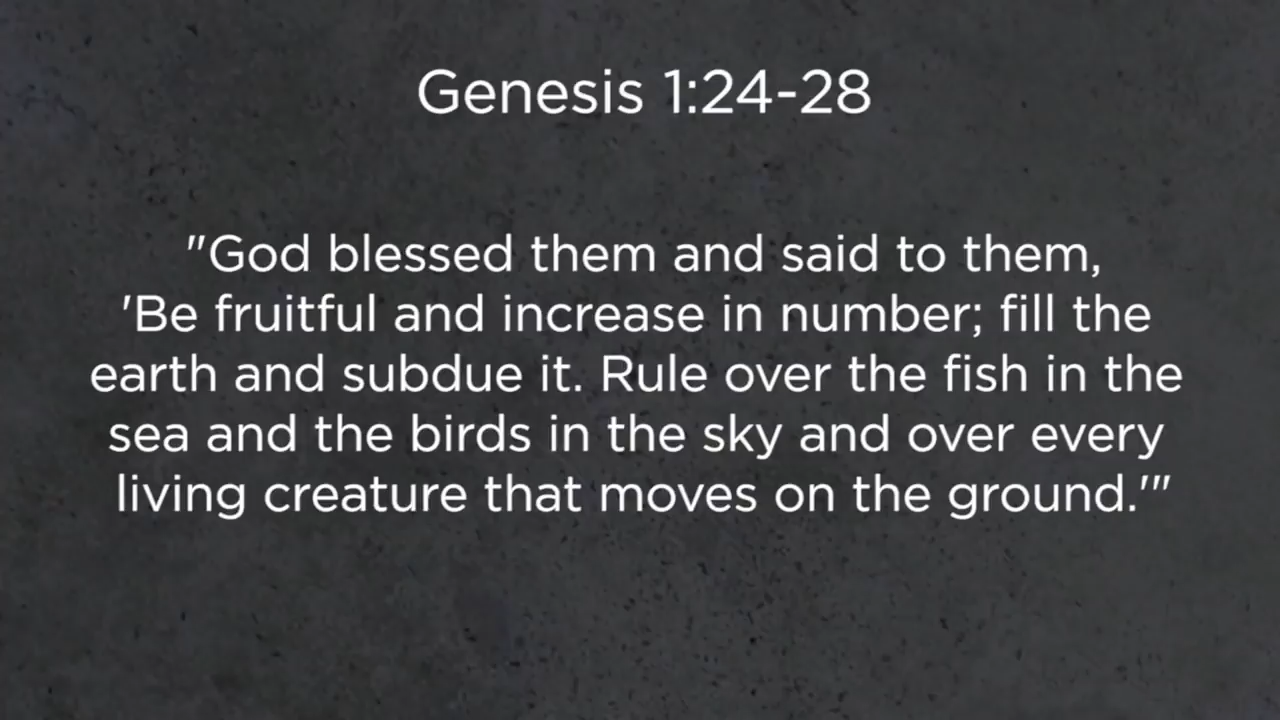 Genesis 1:24-28
"God blessed them and said to them,
'Be fruitful and increase in number; fill the
earth and subdue it. Rule over the fish in the
sea and the birds in the sky and over every
living creature that moves on the ground.'"